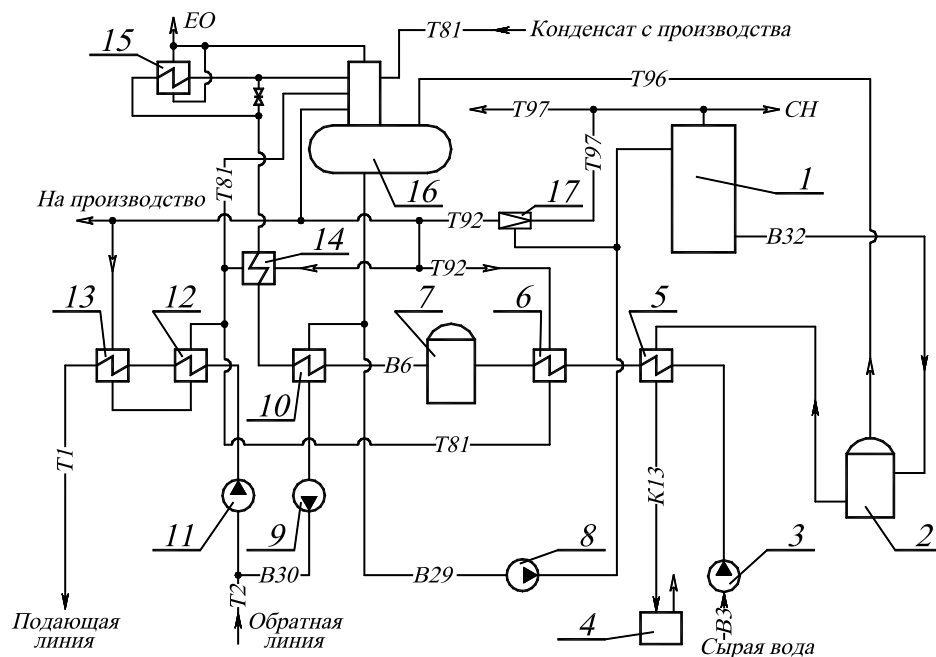 ЕО
15
Т81
Конденсат с производства
Т96
Т97
СН
Т97
1
Т81
16
17
На производство
Т92
В32
14
Т92
13
12
7
6
5
В6
10
Т81
Т1
К13
11
9
8
2
3
В30
В29
Т2
4
В3
Подающая
линия
Обратная
линия
Сырая вода